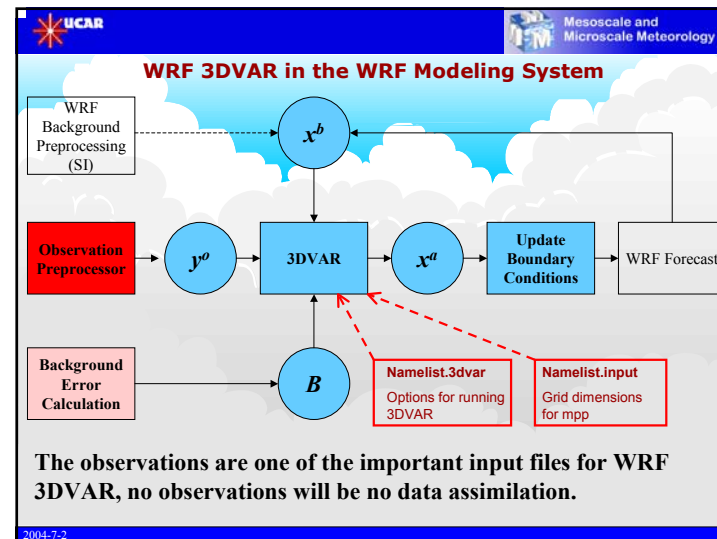 UCAR
Mesoscale and
Microscale Meteorology
WRF 3DVAR in the WRF Modeling System
WRF
Background
Preprocessing
(SI)
x^b
Observation
Preprocessor
y^o
3DVAR
x^a
Update
Boundary
Conditions
WRF Forecast
Background
Error
Calculation
B
Namelist.3dvar
Options for running
3DVAR
Namelist.input
Grid dimensions
for mpp
The observations are one of the important input files for WRF
3DVAR, no observations will be no data assimilation.
2004-7-2